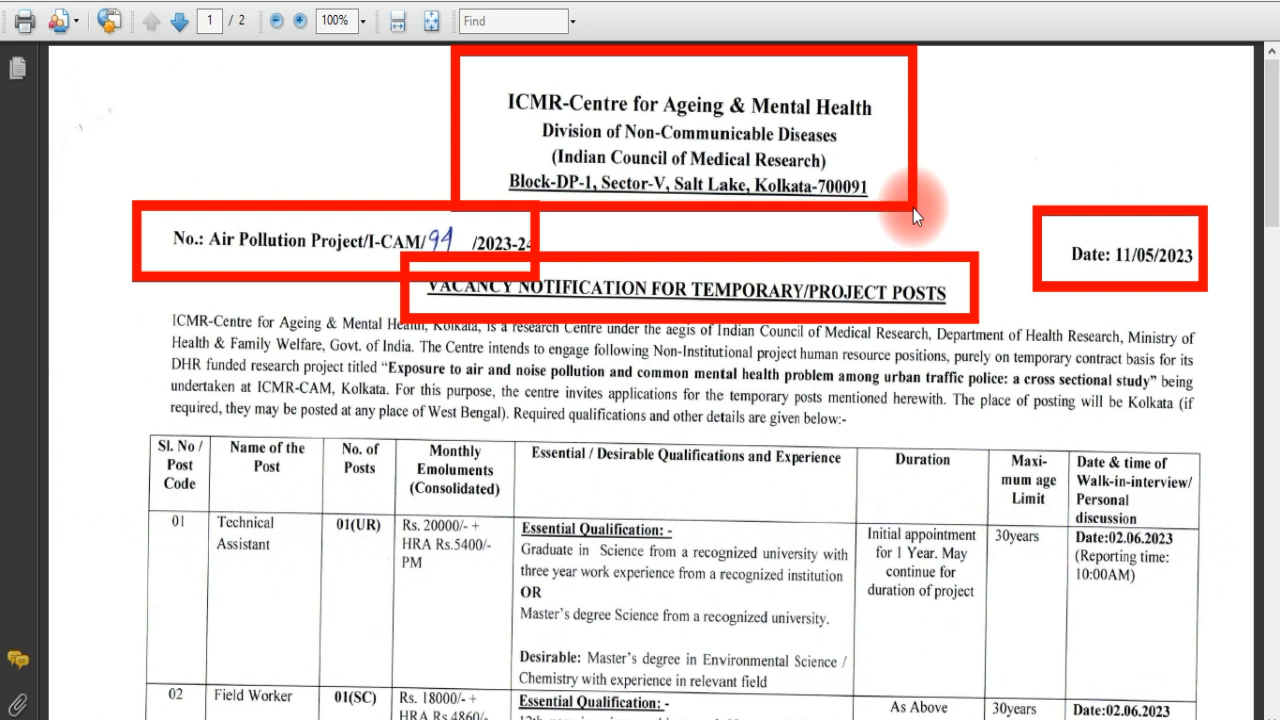 1 / 2
100%
Find
ICMR-Centre for Ageing & Mental Health
Division of Non-Communicable Diseases
(Indian Council of Medical Research)
Block-DP-1, Sector-V, Salt Lake, Kolkata-700091
No.: Air Pollution Project/I-CAM/94 /2023-24
Date: 11/05/2023
VACANCY NOTIFICATION FOR TEMPORARY/PROJECT POSTS
ICMR-Centre for Ageing & Mental Health, Kolkata, is a research Centre under the aegis of Indian Council of Medical Research, Department of Health Research, Ministry of
Health & Family Welfare, Govt. of India. The Centre intends to engage following Non-Institutional project human resource positions, purely on temporary contract basis for its
DHR funded research project titled “Exposure to air and noise pollution and common mental health problem among urban traffic police: a cross sectional study” being
undertaken at ICMR-CAM, Kolkata. For this purpose, the centre invites applications for the temporary posts mentioned herewith. The place of posting will be Kolkata (if
required, they may be posted at any place of West Bengal). Required qualifications and other details are given below:-
Sl. No /
Post
Code
Name of the
Post
No. of
Posts
Monthly
Emoluments
(Consolidated)
Essential / Desirable Qualifications and Experience
Duration
Maxi-
mum age
Limit
Date & time of
Walk-in-interview/
Personal
discussion
01
Technical
Assistant
01(UR)
Rs. 20000/- +
HRA Rs.5400/-
PM
Essential Qualification: -
Graduate in Science from a recognized university with
three year work experience from a recognized institution
OR
Master's degree Science from a recognized university.
Desirable: Master's degree in Environmental Science /
Chemistry with experience in relevant field
Initial appointment
for 1 Year. May
continue for
duration of project
30years
Date:02.06.2023
(Reporting time:
10:00AM)
02
Field Worker
01(SC)
Rs. 18000/- +
HRA Rs.4860/-
Essential Qualification: -
As Above
30years
Date:02.06.2023